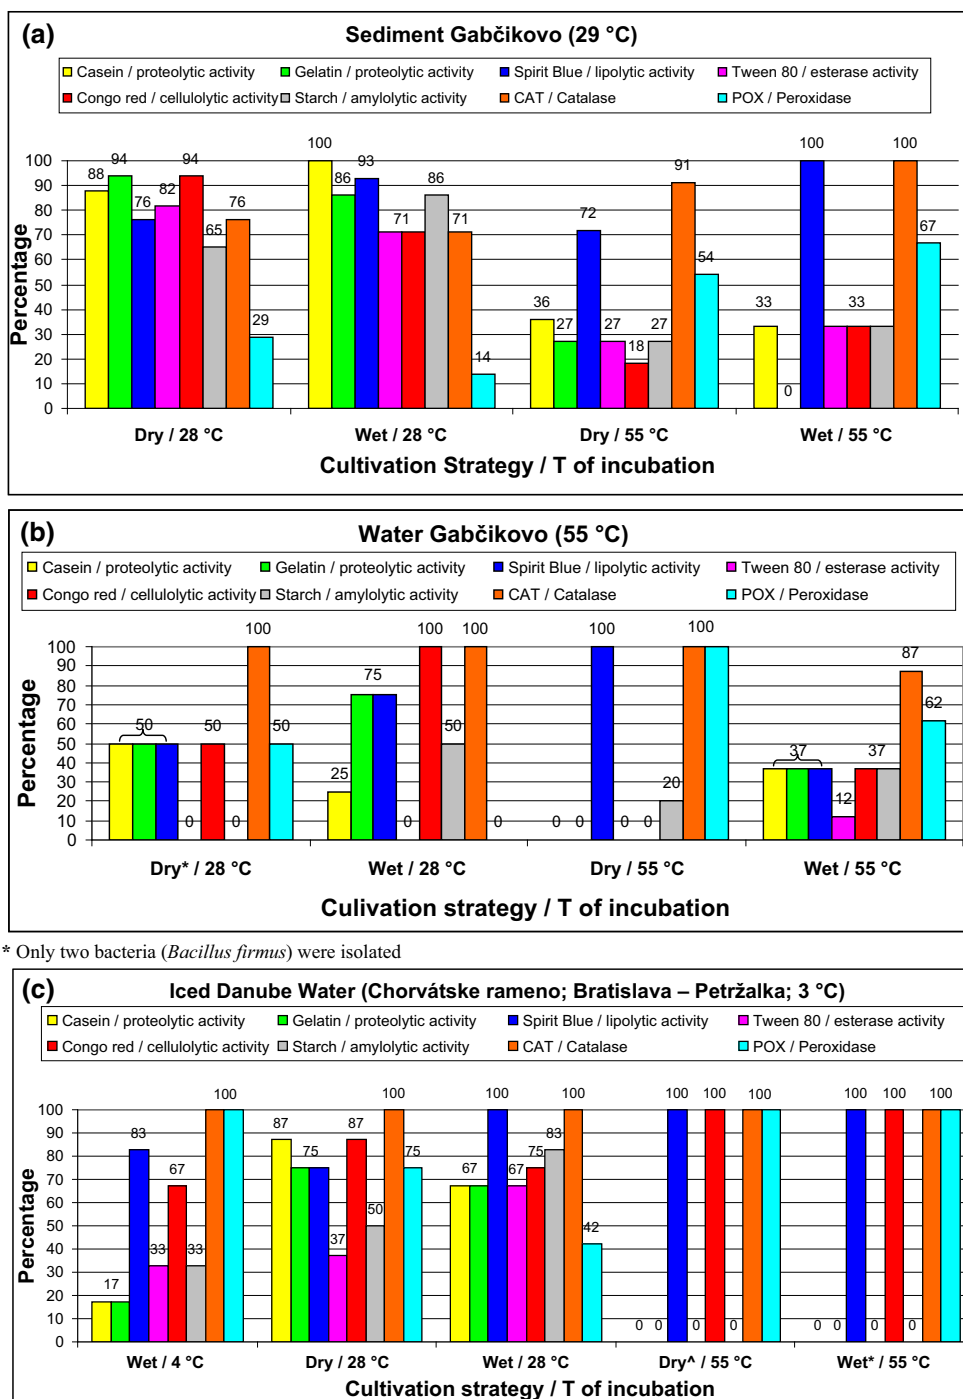 (a) Sediment Gabčikovo (29 °C)
Casein / proteolytic activity Gelatin / proteolytic activity Spirit Blue / lipolytic activity Tween 80 / esterase activity
Congo red / cellulolytic activity Starch / amylolytic activity CAT / Catalase POX / Peroxidase
Percentage
100
90
80
70
60
50
40
30
20
10
0
88 94 76 82 94 65 76 29
100 86 93 71 86 71 14
36 27 72 27 18 27 91 54
33 0 100 33 100 67
Dry / 28 °C Wet / 28 °C Dry / 55 °C Wet / 55 °C
Cultivation Strategy / T of incubation
(b) Water Gabčikovo (55 °C)
Casein / proteolytic activity Gelatin / proteolytic activity Spirit Blue / lipolytic activity Tween 80 / esterase activity
Congo red / cellulolytic activity Starch / amylolytic activity CAT / Catalase POX / Peroxidase
Percentage
100
90
80
70
60
50
40
30
20
10
0
50 0 50 0 100 50
25 75 0 100 50 100 0
0 0 100 0 0 20 100
37 12 37 87 62
Dry* / 28 °C Wet / 28 °C Dry / 55 °C Wet / 55 °C
Culivation strategy / T of incubation
* Only two bacteria (Bacillus firmus) were isolated
(c) Iced Danube Water (Chorvátske rameno; Bratislava – Petržalka; 3 °C)
Casein / proteolytic activity Gelatin / proteolytic activity Spirit Blue / lipolytic activity Tween 80 / esterase activity
Congo red / cellulolytic activity Starch / amylolytic activity CAT / Catalase POX / Peroxidase
Percentage
100
90
80
70
60
50
40
30
20
10
0
17 83 33 67 33 100
87 75 37 87 50 100 75
67 100 67 75 83 100 42
0 0 100 0 100 0 100
0 0 100 0 100 0 100
Wet / 4 °C Dry / 28 °C Wet / 28 °C Dry^ / 55 °C Wet* / 55 °C
Cultivation strategy / T of incubation